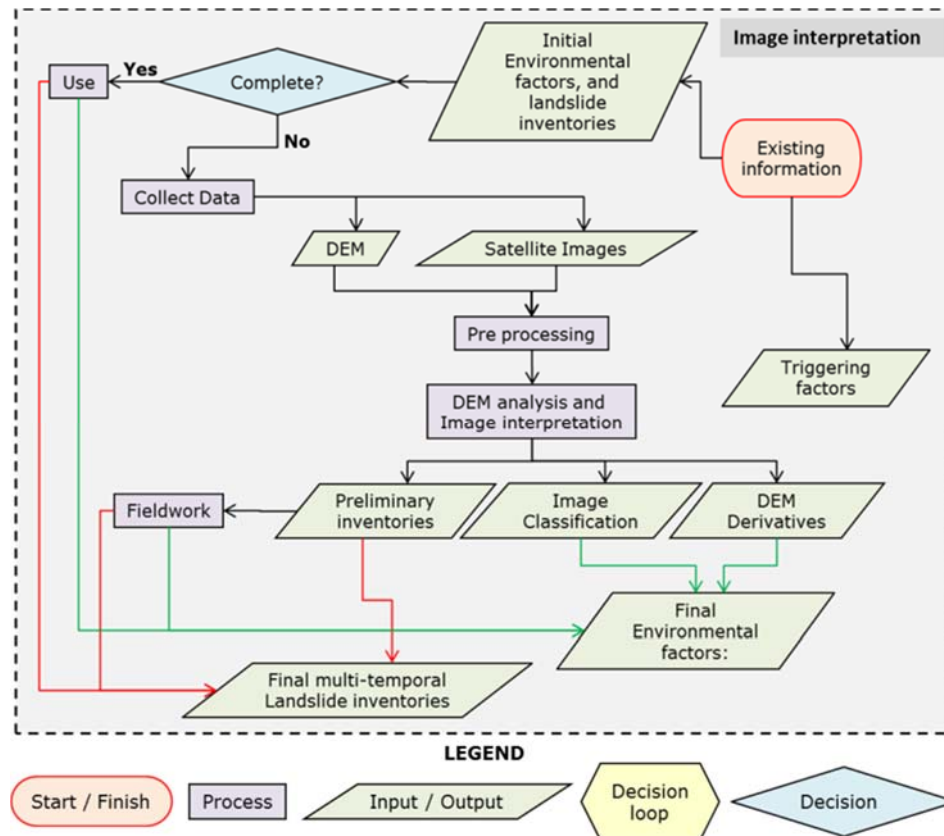 Image interpretation
Initial
Environmental
factors, and
landslide
inventories
Complete?
Yes
Use
No
Existing
information
Collect Data
DEM
Satellite Images
Pre processing
Triggering
factors
DEM analysis and
Image interpretation
Fieldwork
Preliminary
inventories
Image
Classification
DEM
Derivatives
Final
Environmental
factors:
Final multi-temporal
Landslide inventories
LEGEND
Start / Finish
Process
Input / Output
Decision
loop
Decision